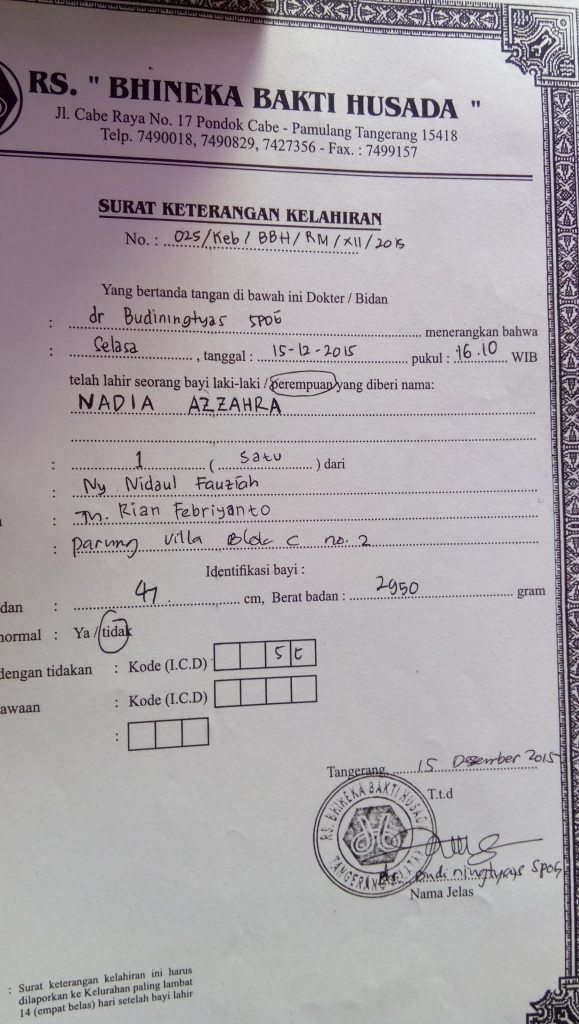 RS. " BHINEKA BAKTI HUSADA "
Jl. Cabe Raya No. 17 Pondok Cabe - Pamulang Tangerang 15418
Telp. 7490018, 7490829, 7427356 - Fax. : 7499157
SURAT KETERANGAN KELAHIRAN
No. : 025/Keb/BBH/RM/XII/2015
Yang bertanda tangan di bawah ini Dokter / Bidan
: dr Budiningtyas SPOG menerangkan bahwa
: Selasa , tanggal : 15-12-2015 pukul : 16.10 WIB
telah lahir seorang bayi laki-laki / perempuan yang diberi nama:
NADIA AZZAHRA
: 1 ( Satu ) dari
: Ny Nidaul Fauziah
: Tn. Rian Febriyanto
: Parung Villa Blok C no. 2
Identifikasi bayi :
dan : 47 cm, Berat badan : 2950 gram
normal : Ya / tidak
dengan tidakan : Kode (I.C.D) S C
awaan : Kode (I.C.D)
:
Tangerang, 15 Desember 2015
T.t.d
RS. BHINEKA BAKTI HUSADA
TANGERANG SELATAN
dr. Budiningtyas SPOG
Nama Jelas
: Surat keterangan kelahiran ini harus
dilaporkan ke Kelurahan paling lambat
14 (empat belas) hari setelah bayi lahir